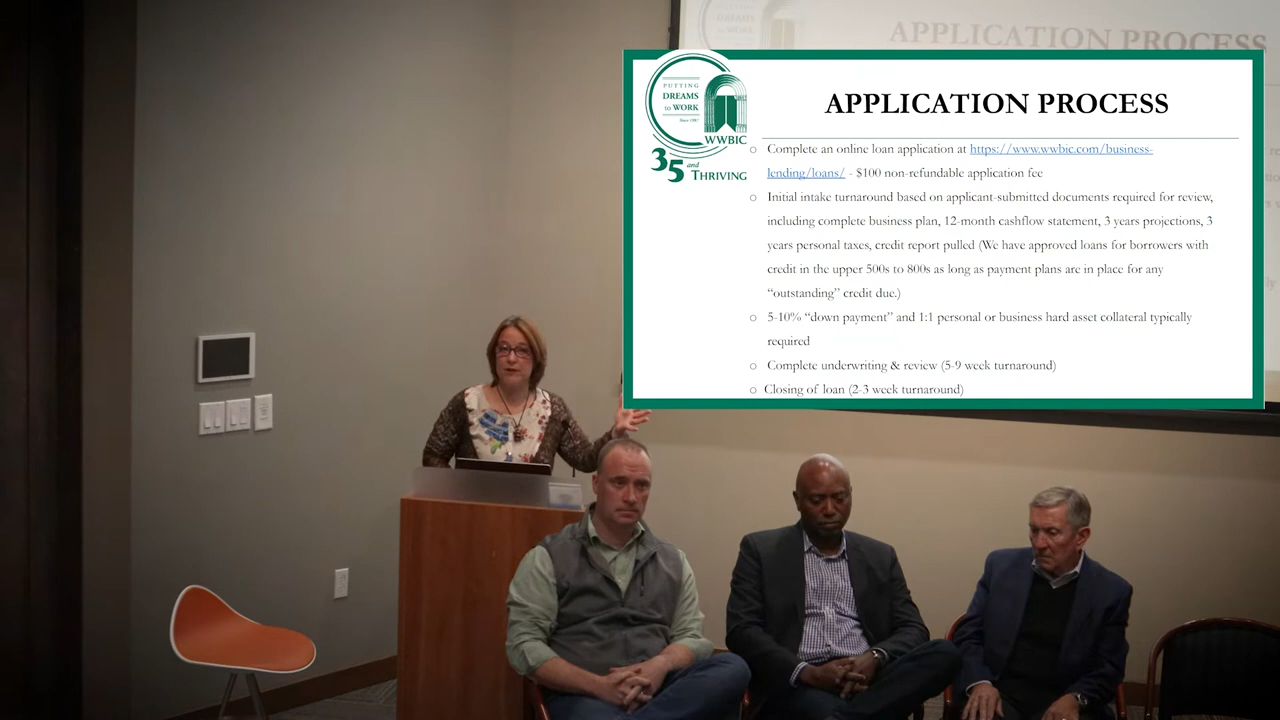 APPLICATION PROCESS
PUTTING
DREAMS
to WORK
Since 1987
WWBIC
35 and
THRIVING
APPLICATION PROCESS
○ Complete an online loan application at https://www.wwbic.com/business-
lending/loans/ - $100 non-refundable application fee
○ Initial intake turnaround based on applicant-submitted documents required for review,
including complete business plan, 12-month cashflow statement, 3 years projections, 3
years personal taxes, credit report pulled (We have approved loans for borrowers with
credit in the upper 500s to 800s as long as payment plans are in place for any
“outstanding” credit due.)
○ 5-10% “down payment” and 1:1 personal or business hard asset collateral typically
required
○ Complete underwriting & review (5-9 week turnaround)
○ Closing of loan (2-3 week turnaround)